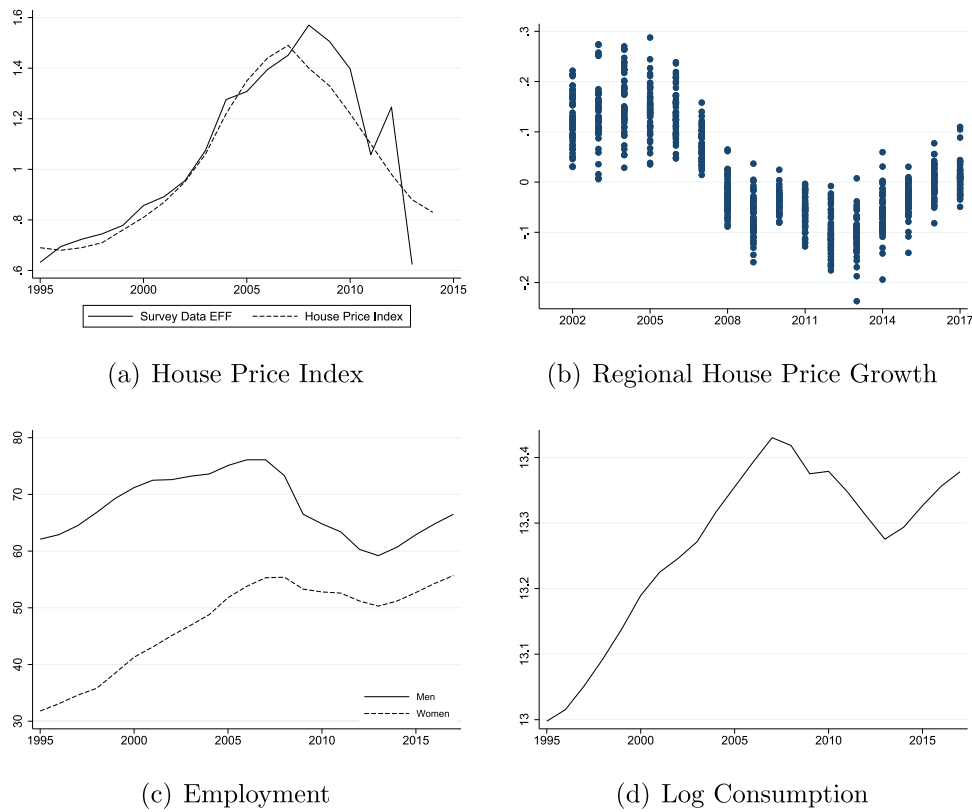 1.6
1.4
1.2
1
.8
.6
1995 2000 2005 2010 2015
Survey Data EFF House Price Index
(a) House Price Index
.3
.2
.1
0
-.1
-.2
2002 2005 2008 2011 2014 2017
(b) Regional House Price Growth
80
70
60
50
40
30
Men
Women
1995 2000 2005 2010 2015
(c) Employment
13.4
13.3
13.2
13.1
13
1995 2000 2005 2010 2015
(d) Log Consumption